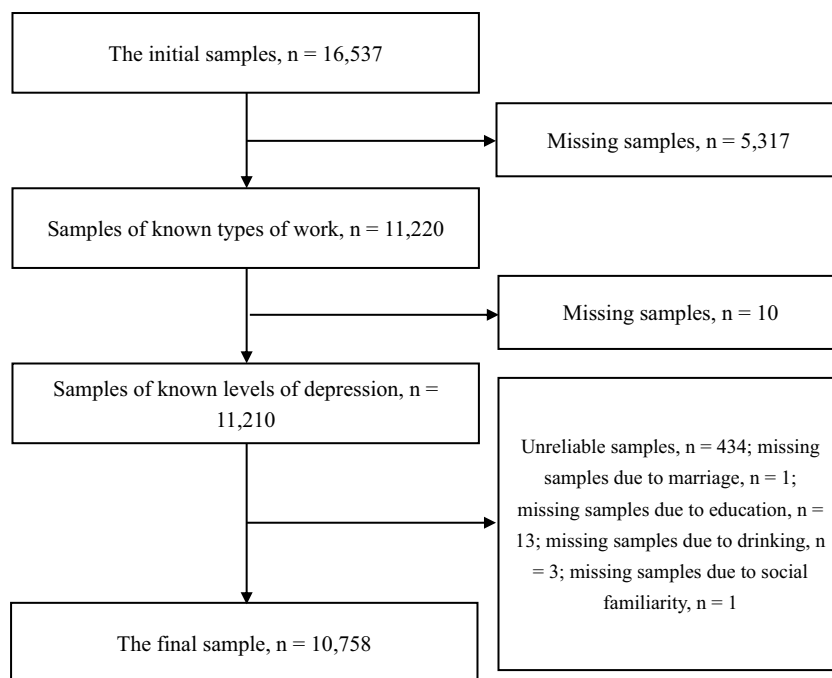 The initial samples, n = 16,537
Missing samples, n = 5,317
Samples of known types of work, n = 11,220
Missing samples, n = 10
Samples of known levels of depression, n =
11,210
Unreliable samples, n = 434; missing
samples due to marriage, n = 1;
missing samples due to education, n =
13; missing samples due to drinking, n
= 3; missing samples due to social
familiarity, n = 1
The final sample, n = 10,758